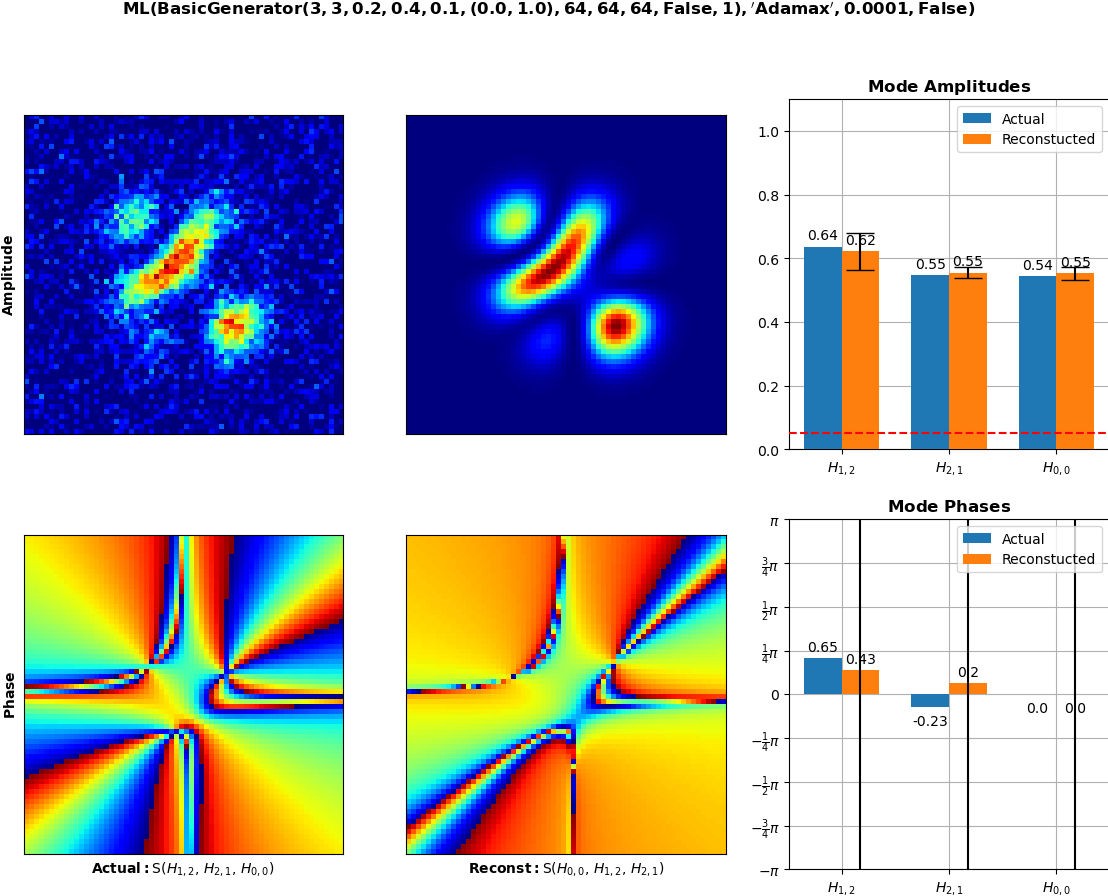 ML(BasicGenerator(3, 3, 0.2, 0.4, 0.1, (0.0, 1.0), 64, 64, 64, False, 1), ′Adamax′, 0.0001, False)
Amplitude
Mode Amplitudes
Actual
Reconstucted
1.0
0.8
0.6
0.4
0.2
0.0
0.64
0.62
0.55
0.55
0.54
0.55
H1, 2
H2, 1
H0, 0
Phase
Actual: S(H1, 2, H2, 1, H0, 0)
Reconst: S(H0, 0, H1, 2, H2, 1)
Mode Phases
Actual
Reconstucted
π
3/4π
1/2π
1/4π
0
−1/4π
−1/2π
−3/4π
−π
0.65
0.43
-0.23
0.2
0.0
0.0
H1, 2
H2, 1
H0, 0